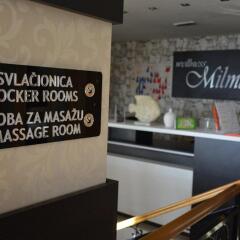 SVLAČIONICA
OCKER ROOMS
OBA ZA MASAŽU
MASSAGE ROOM
wellness
Milm